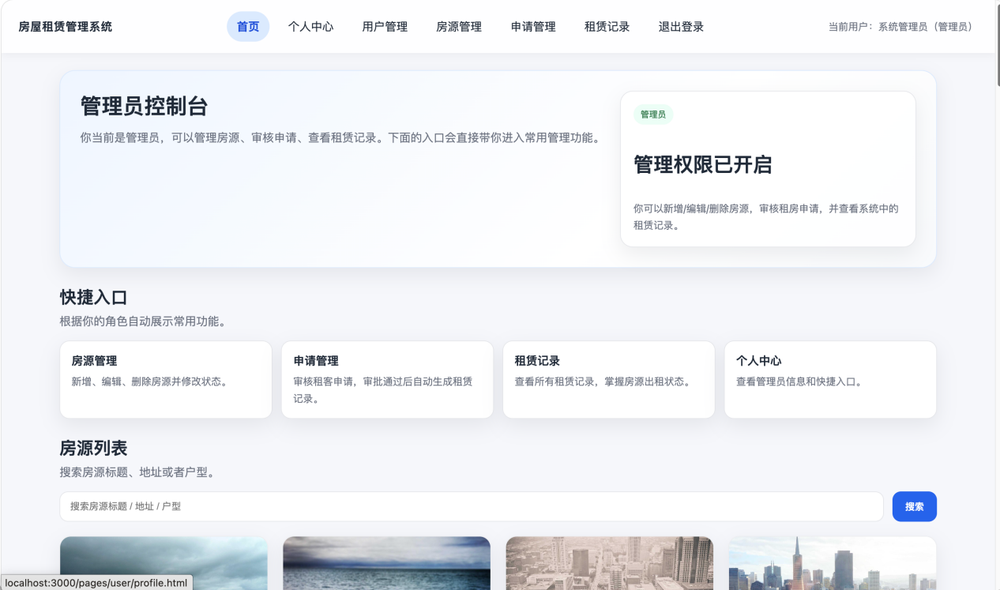 房屋租赁管理系统
首页
个人中心
用户管理
房源管理
申请管理
租赁记录
退出登录
当前用户：系统管理员（管理员）
管理员控制台
你当前是管理员，可以管理房源、审核申请、查看租赁记录。下面的入口会直接带你进入常用管理功能。
管理员
管理权限已开启
你可以新增/编辑/删除房源，审核租房申请，并查看系统中的
租赁记录。
快捷入口
根据你的角色自动展示常用功能。
房源管理
新增、编辑、删除房源并修改状态。
申请管理
审核租客申请，审批通过后自动生成租赁
记录。
租赁记录
查看所有租赁记录，掌握房源出租状态。
个人中心
查看管理员信息和快捷入口。
房源列表
搜索房源标题、地址或者户型。
搜索房源标题 / 地址 / 户型
搜索
localhost:3000/pages/user/profile.html